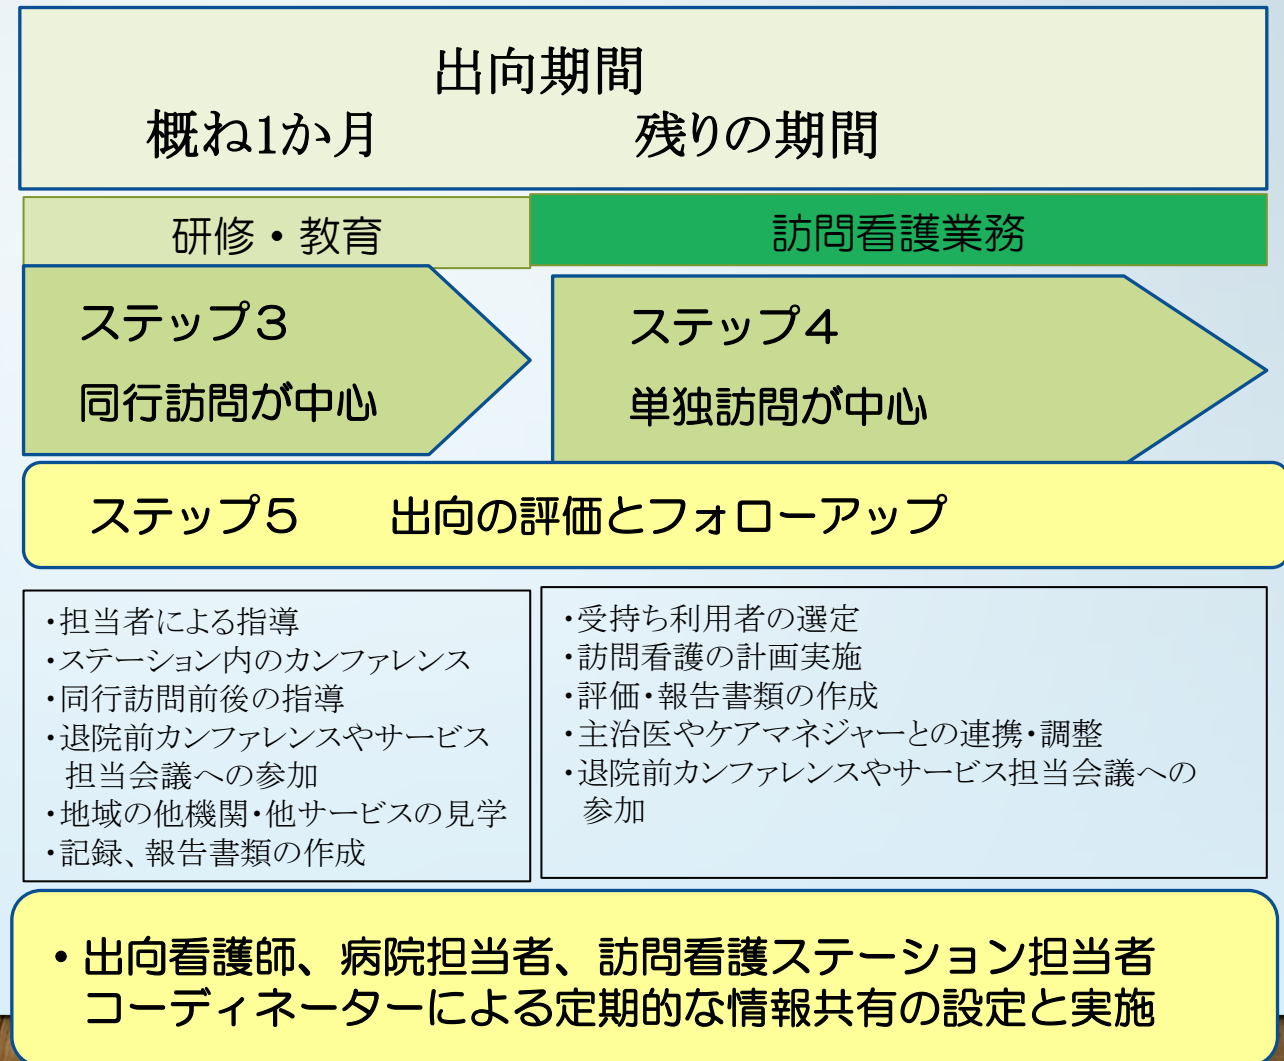 出向期間
概ね1か月 残りの期間
研修・教育 訪問看護業務
ステップ3
同行訪問が中心
ステップ4
単独訪問が中心
ステップ5 出向の評価とフォローアップ
・担当者による指導
・ステーション内のカンファレンス
・同行訪問前後の指導
・退院前カンファレンスやサービス
担当会議への参加
・地域の他機関・他サービスの見学
・記録、報告書類の作成
・受持ち利用者の選定
・訪問看護の計画実施
・評価・報告書類の作成
・主治医やケアマネジャーとの連携・調整
・退院前カンファレンスやサービス担当会議への
参加
・出向看護師、病院担当者、訪問看護ステーション担当者
コーディネーターによる定期的な情報共有の設定と実施